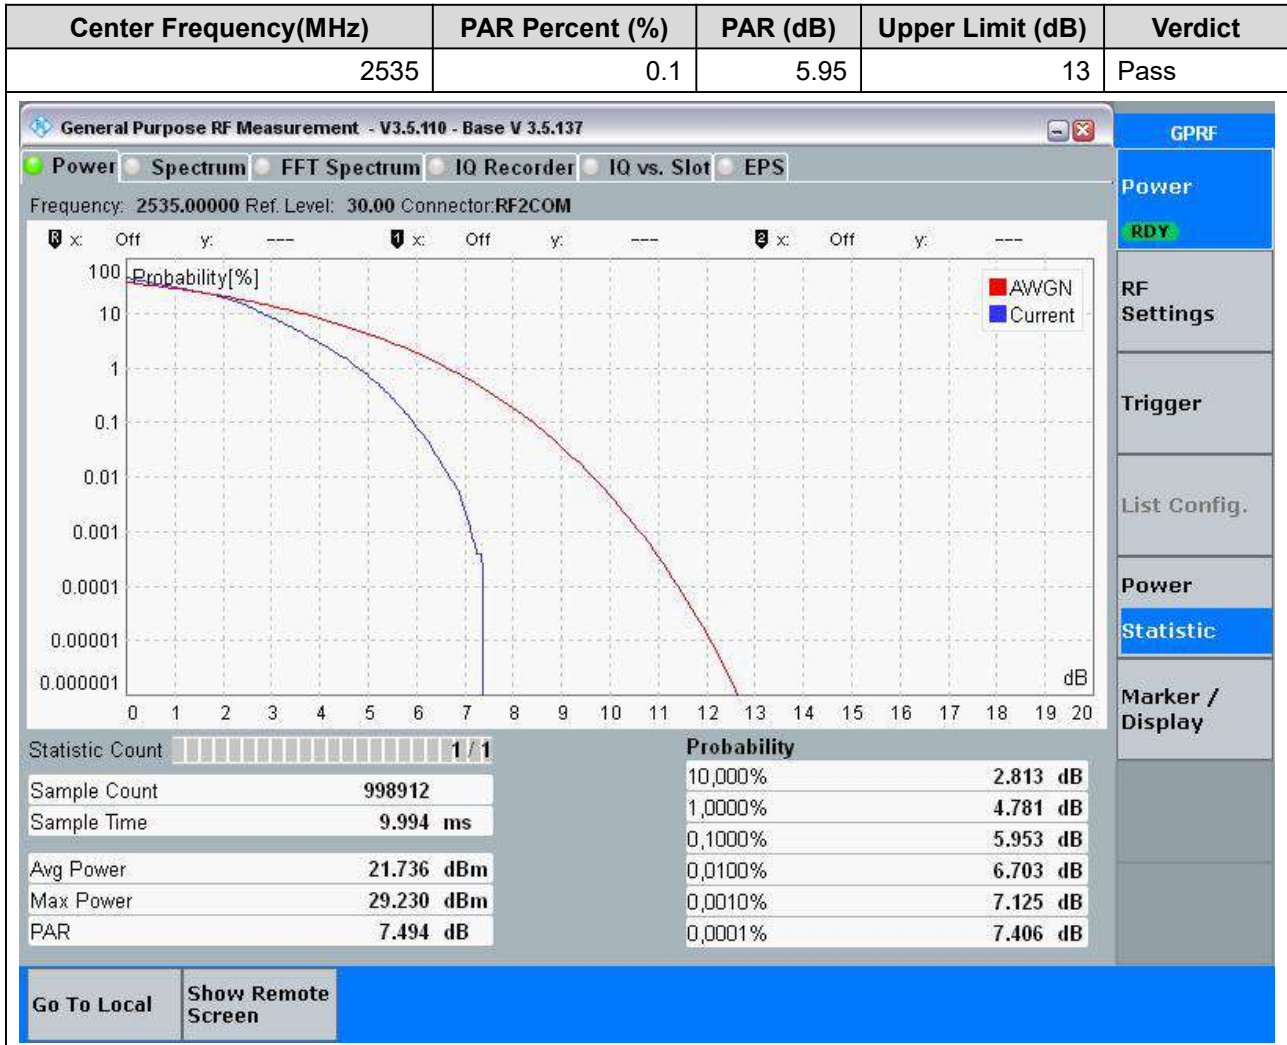 Center Frequency(MHz) PAR Percent (%) PAR (dB) Upper Limit (dB) Verdict
2535 0.1 5.95 13 Pass
General Purpose RF Measurement - V3.5.110 - Base V 3.5.137
GPRF
Power Spectrum FFT Spectrum IQ Recorder IQ vs. Slot EPS
Frequency: 2535.00000 Ref. Level: 30.00 Connector:RF2COM
R x: Off y: --- 1 x: Off y: --- 2 x: Off y: ---
Probability[%]
AWGN
Current
100
10
1
0.1
0.01
0.001
0.0001
0.00001
0.000001
dB
0 1 2 3 4 5 6 7 8 9 10 11 12 13 14 15 16 17 18 19 20
Power
RDY
RF
Settings
Trigger
List Config.
Power
Statistic
Marker /
Display
Statistic Count 1 / 1
Sample Count 998912
Sample Time 9.994 ms
Avg Power 21.736 dBm
Max Power 29.230 dBm
PAR 7.494 dB
Probability
10,000% 2.813 dB
1,0000% 4.781 dB
0,1000% 5.953 dB
0,0100% 6.703 dB
0,0010% 7.125 dB
0,0001% 7.406 dB
Go To Local
Show Remote
Screen